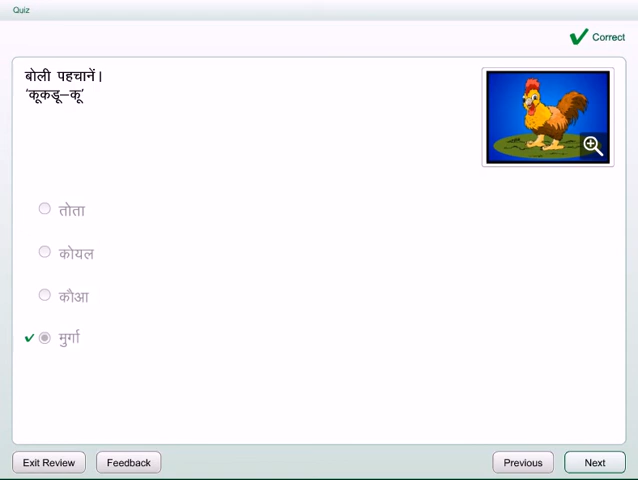 Quiz
Correct
बोली पहचानें।
‘कूकडू–कू’
तोता
कोयल
कौआ
मुर्गा
Exit Review
Feedback
Previous
Next